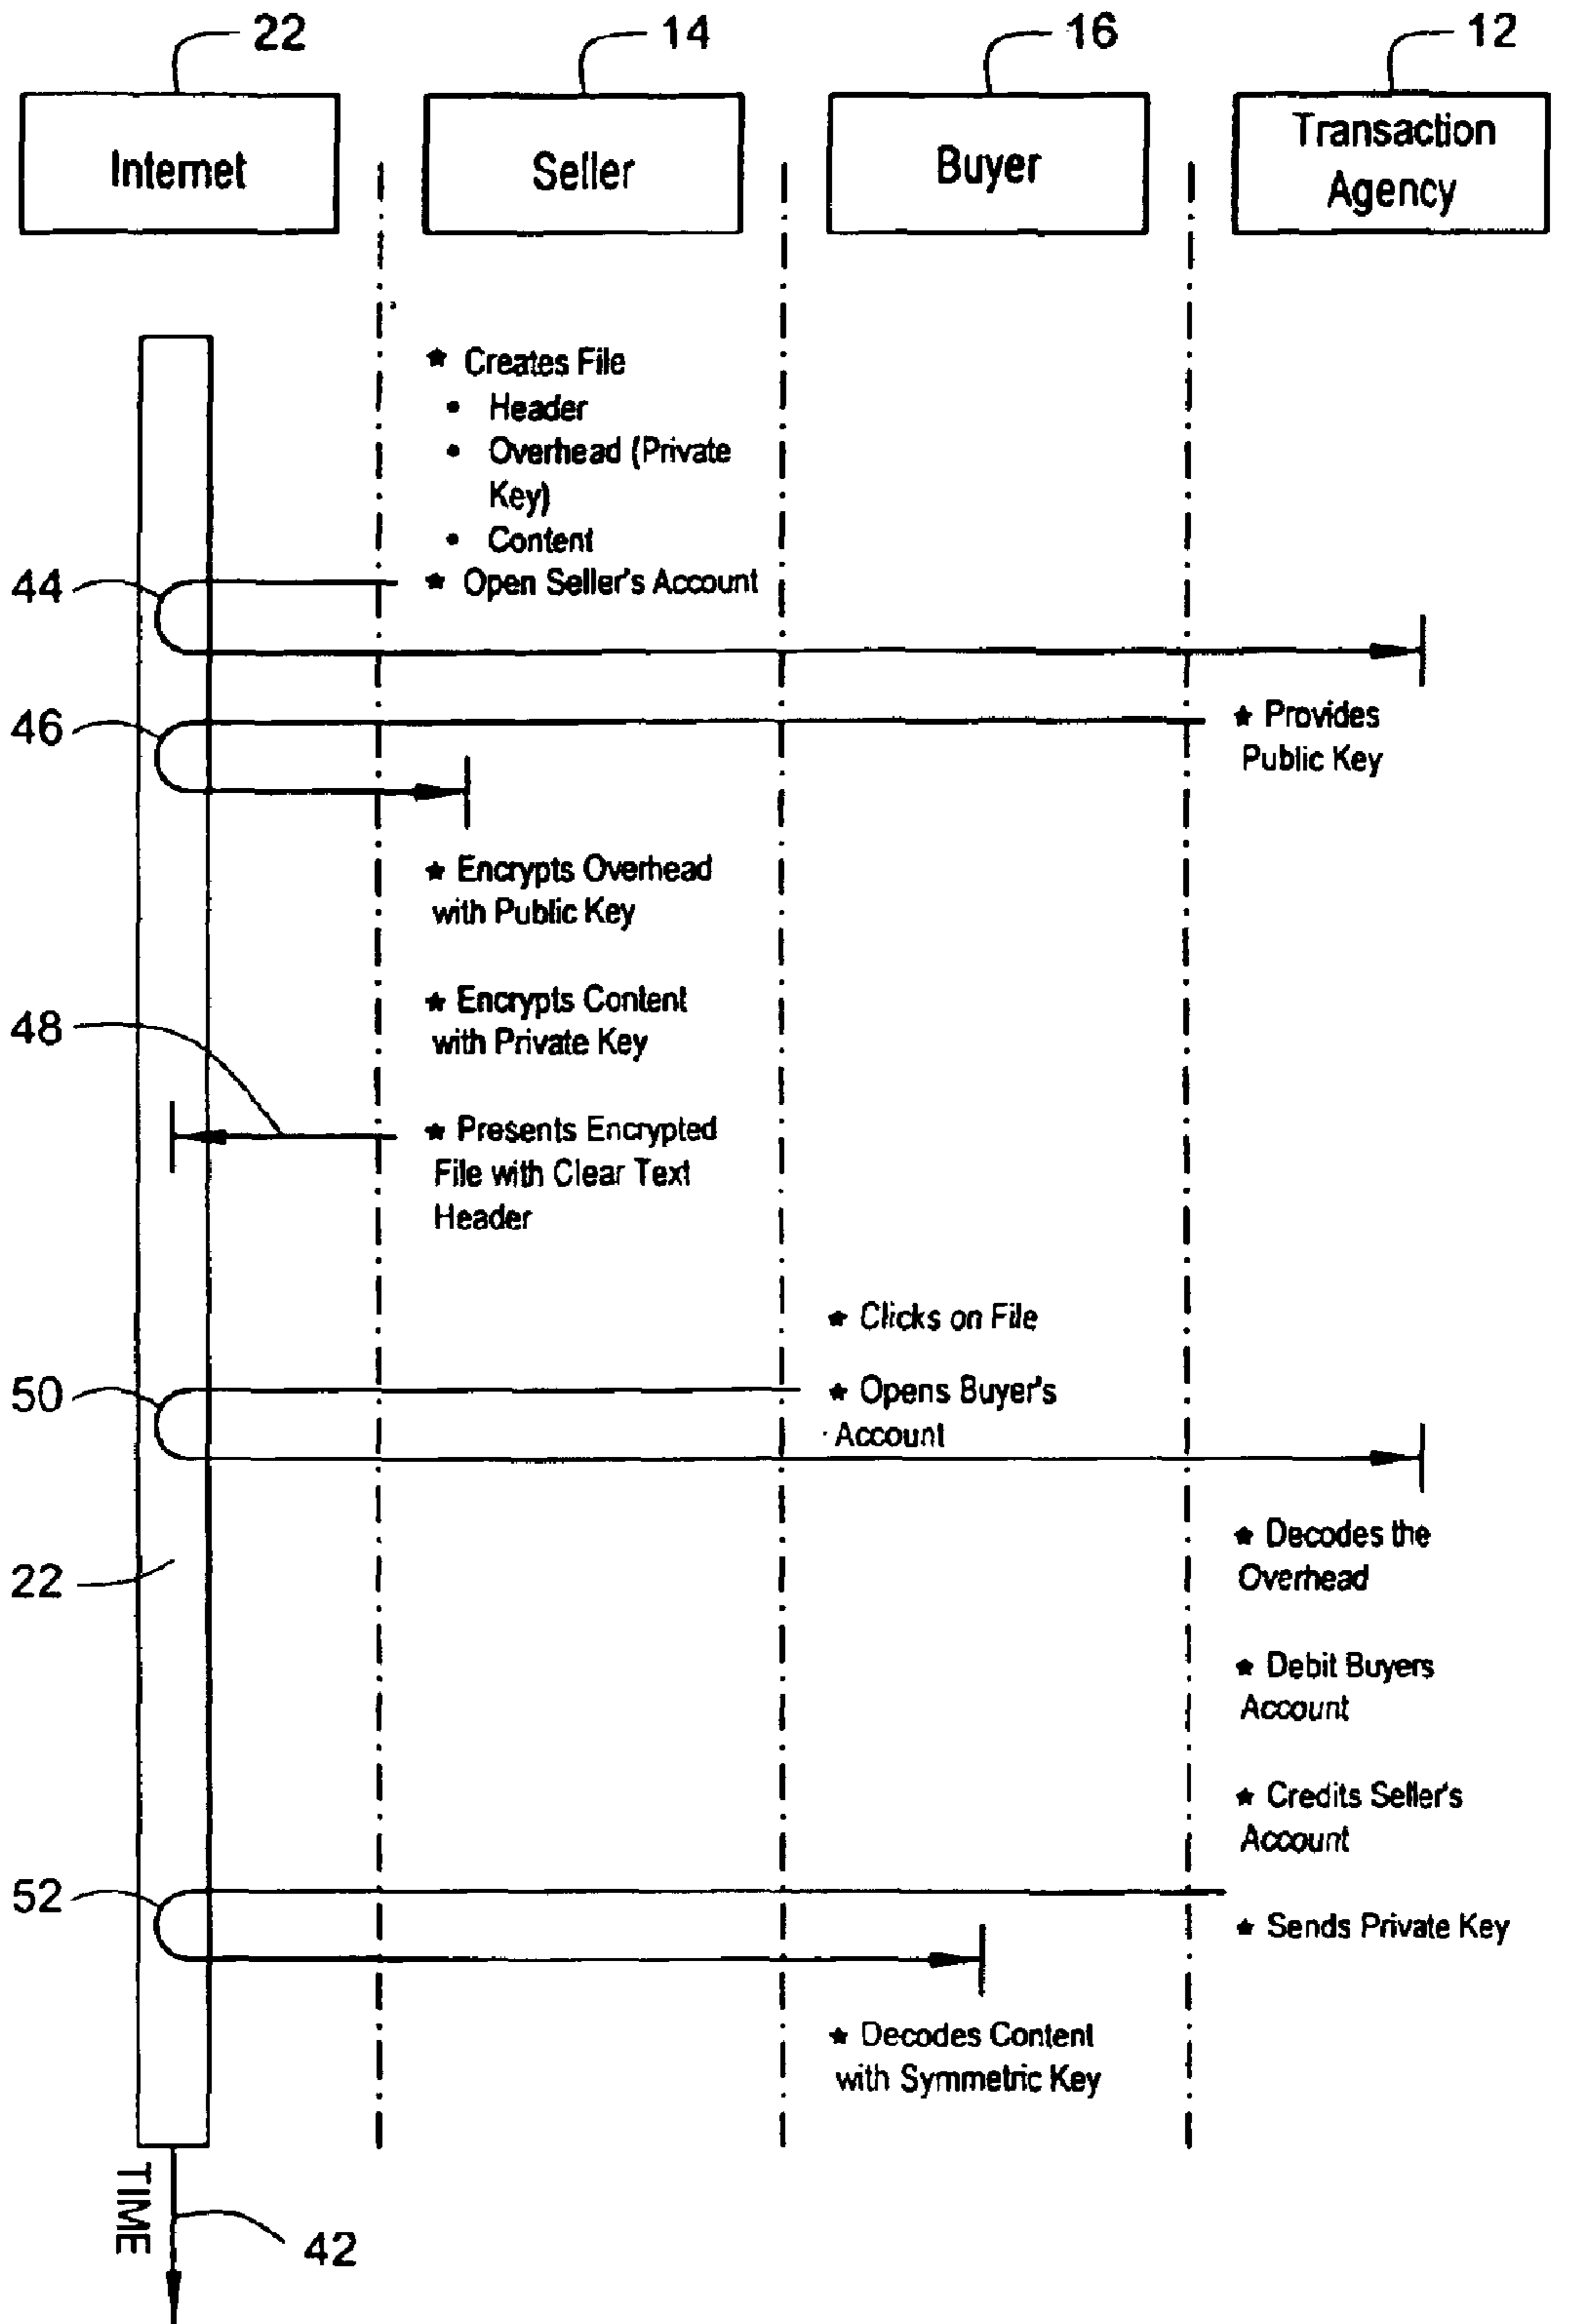 22
14
16
12
Internet
Seller
Buyer
Transaction
Agency
★ Creates File
• Header
• Overhead (Private
Key)
• Content
44
★ Open Seller's Account
46
★ Provides
Public Key
★ Encrypts Overhead
with Public Key
★ Encrypts Content
with Private Key
48
★ Presents Encrypted
File with Clear Text
Header
★ Clicks on File
50
★ Opens Buyer's
Account
22
★ Decodes the
Overhead
★ Debit Buyers
Account
★ Credits Seller's
Account
52
★ Sends Private Key
★ Decodes Content
with Symmetric Key
TIME
42